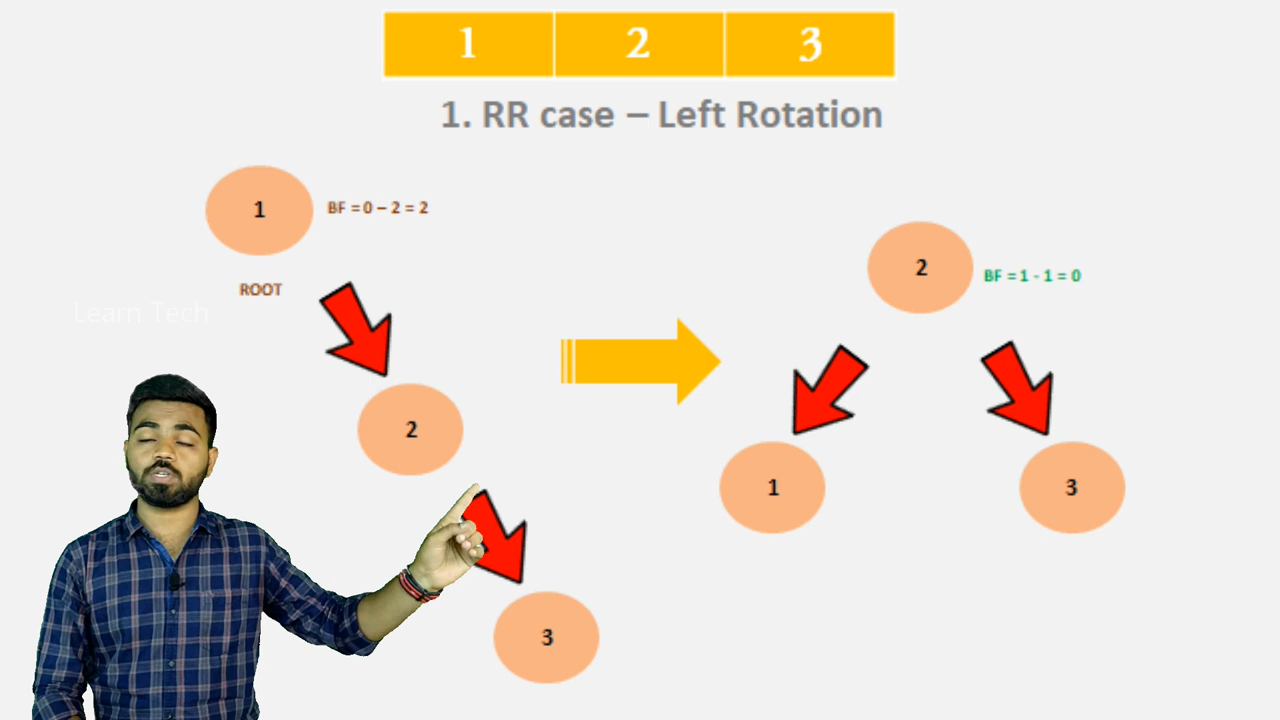 1 2 3
1. RR case – Left Rotation
1
BF = 0 – 2 = 2
ROOT
Learn Tech
2
3
2
BF = 1 - 1 = 0
1
3